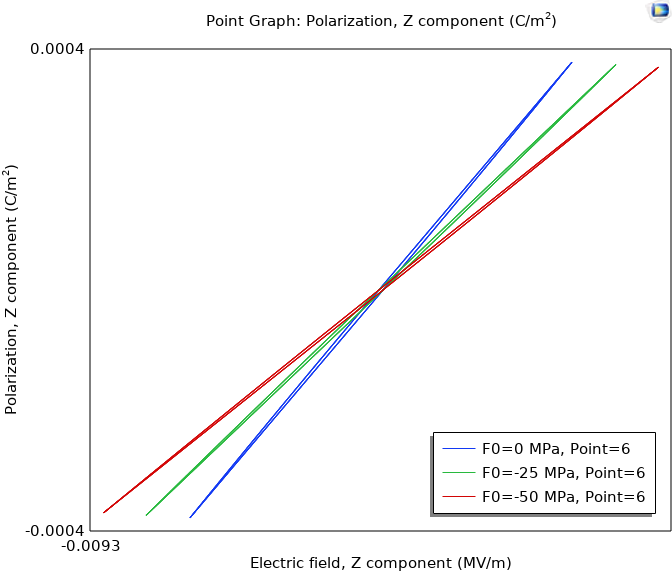 Point Graph: Polarization, Z component (C/m²)
0.0004
Polarization, Z component (C/m²)
F0=0 MPa, Point=6
F0=-25 MPa, Point=6
F0=-50 MPa, Point=6
-0.0004
-0.0093
Electric field, Z component (MV/m)